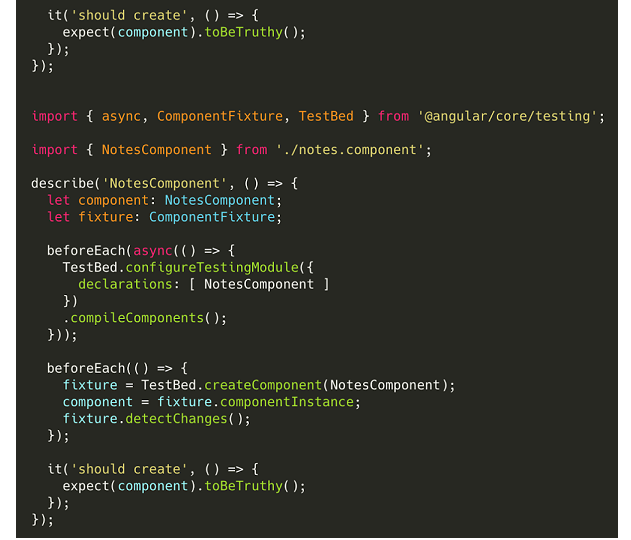 it('should create', () => {
expect(component).toBeTruthy();
});
});
import { async, ComponentFixture, TestBed } from '@angular/core/testing';
import { NotesComponent } from './notes.component';
describe('NotesComponent', () => {
let component: NotesComponent;
let fixture: ComponentFixture;
beforeEach(async(() => {
TestBed.configureTestingModule({
declarations: [ NotesComponent ]
})
.compileComponents();
}));
beforeEach(() => {
fixture = TestBed.createComponent(NotesComponent);
component = fixture.componentInstance;
fixture.detectChanges();
});
it('should create', () => {
expect(component).toBeTruthy();
});
});